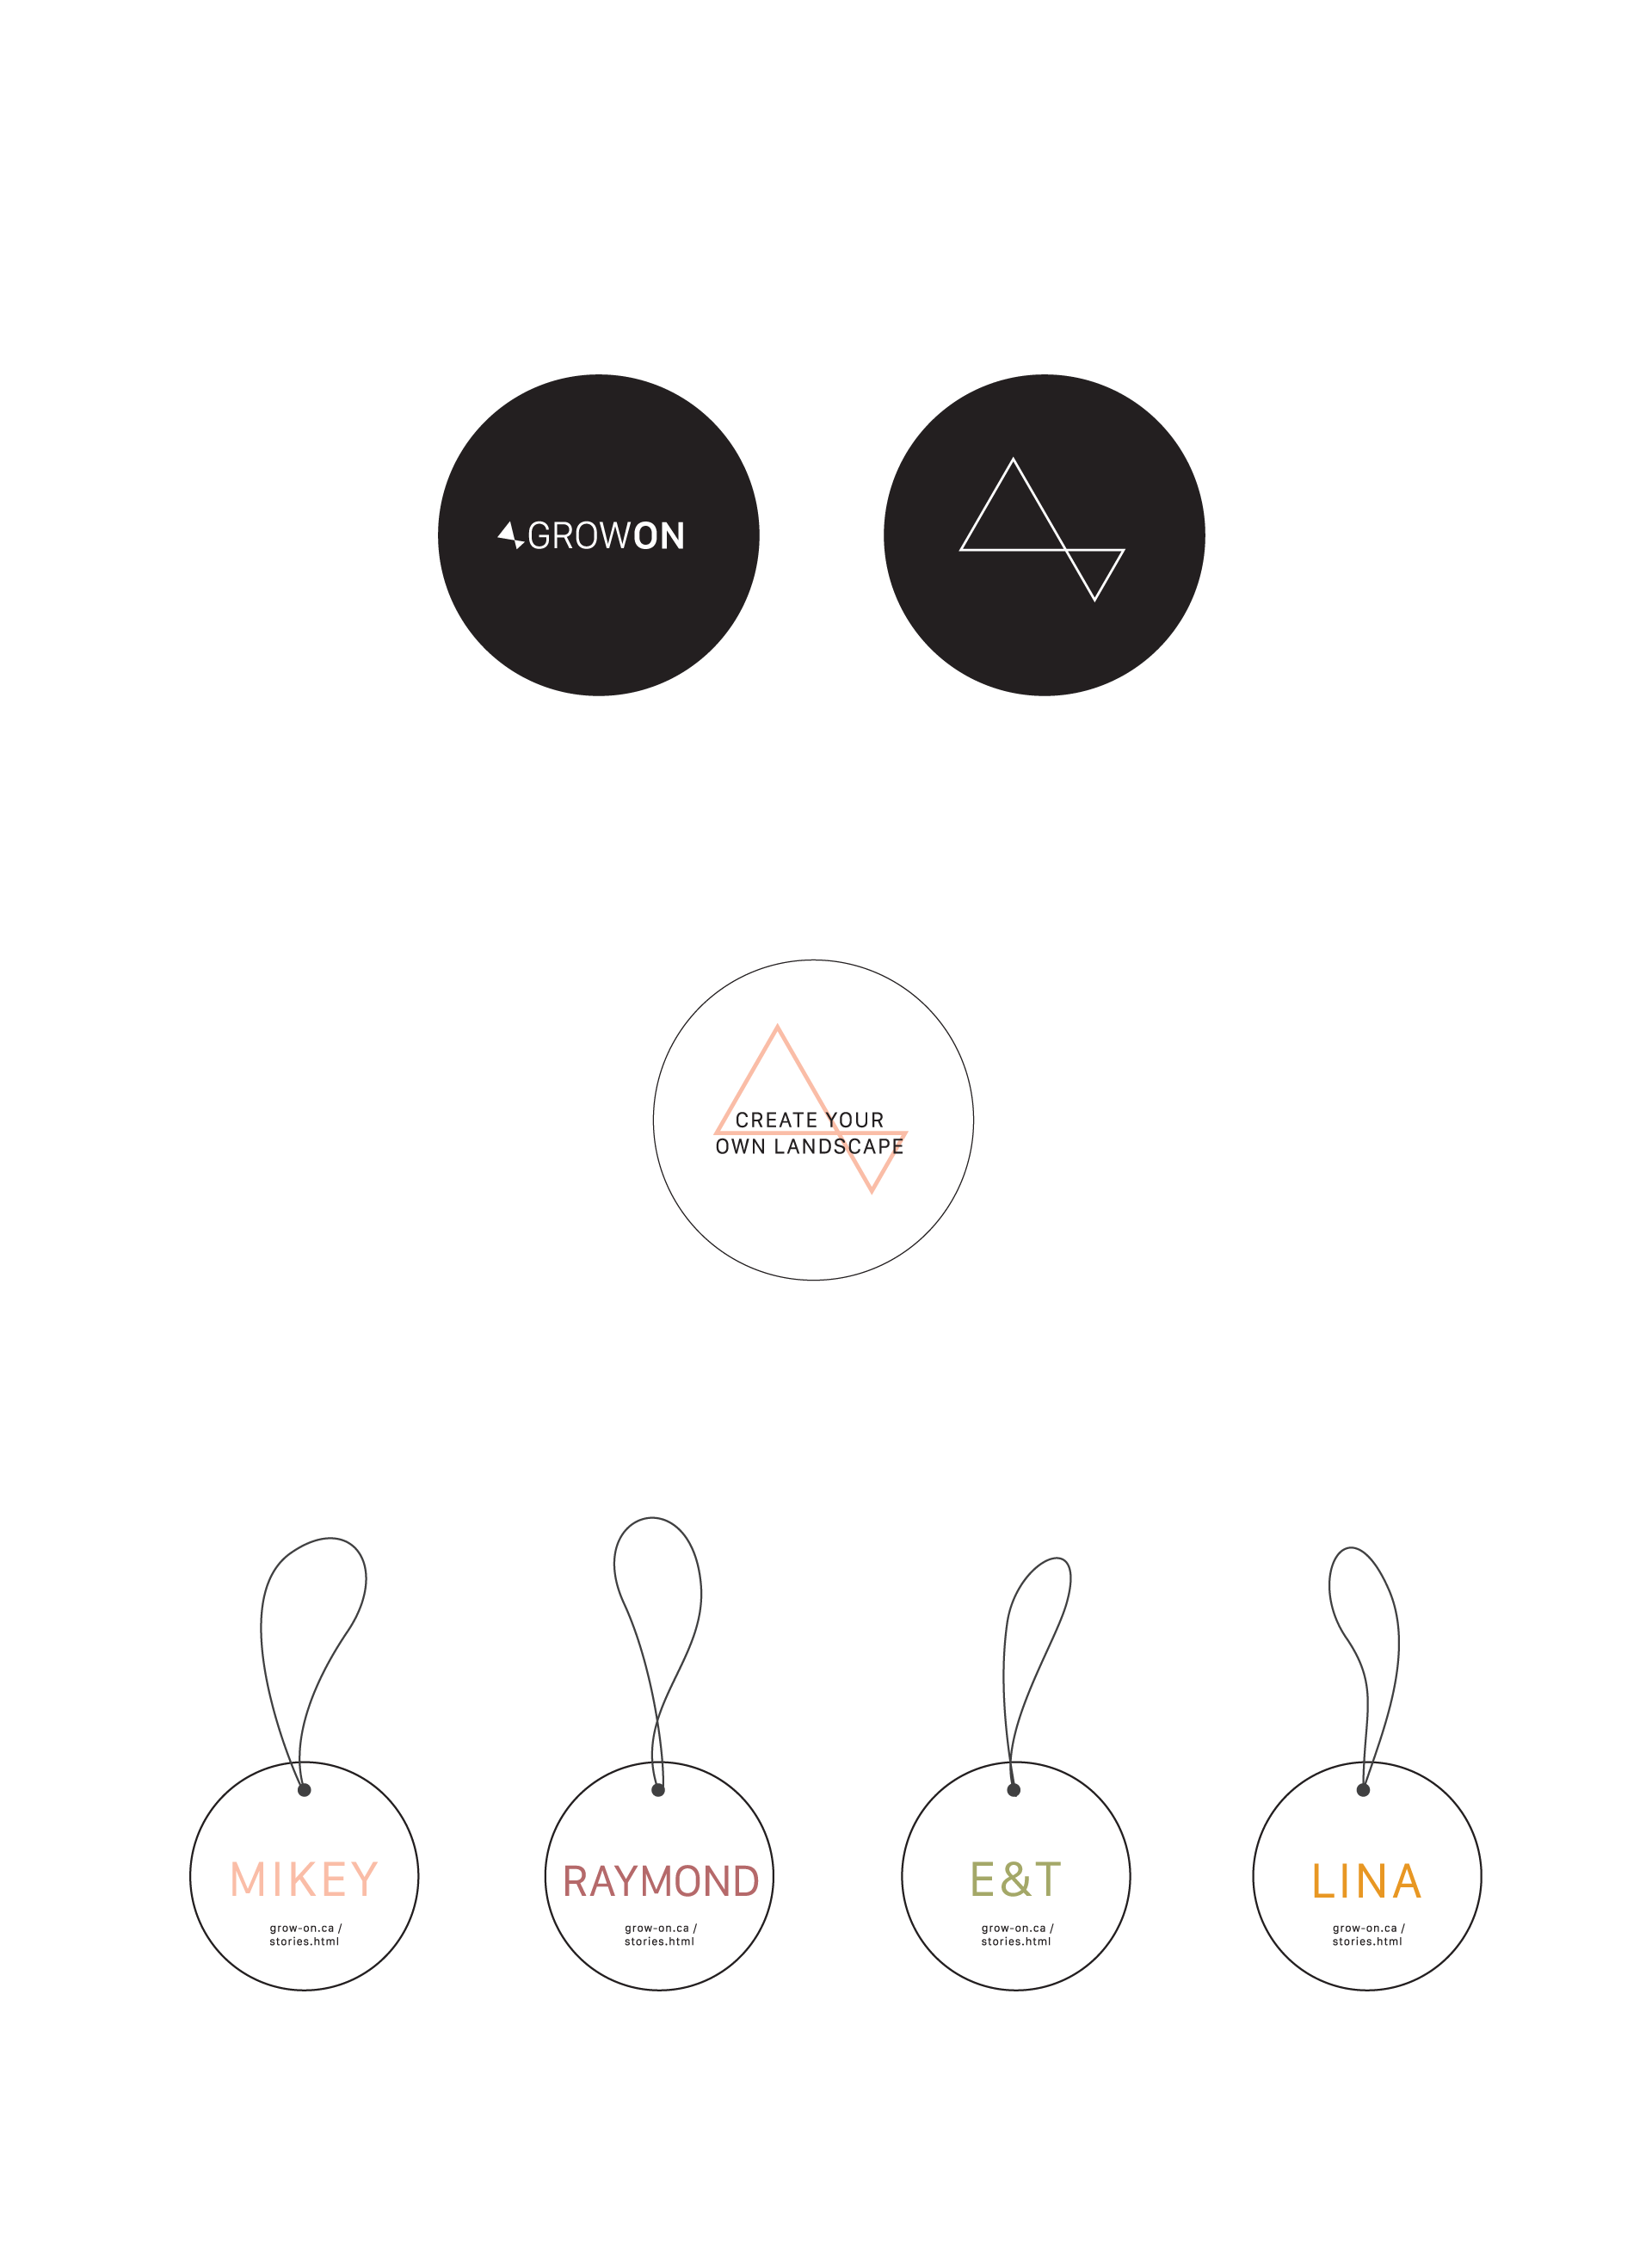 GROWON
CREATE YOUR
OWN LANDSCAPE
MIKEY
grow-on.ca /
stories.html
RAYMOND
grow-on.ca /
stories.html
E&T
grow-on.ca /
stories.html
LINA
grow-on.ca /
stories.html